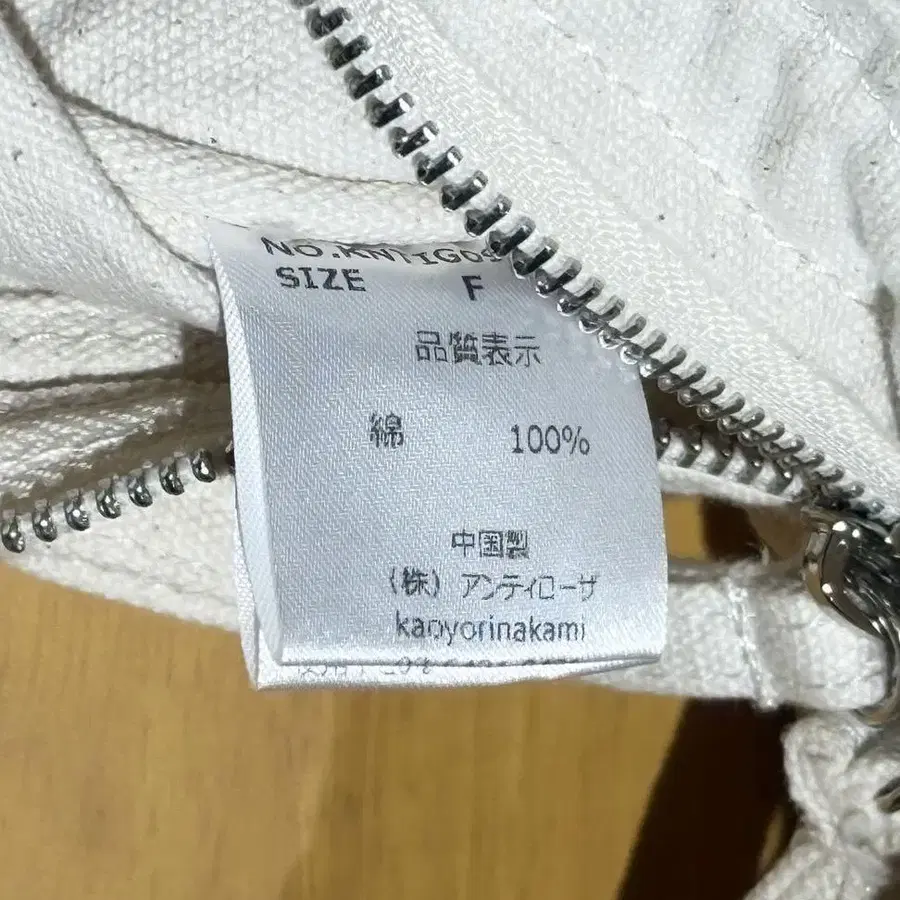 SIZE F
品質表示
綿 100%
中国製
(株) アンティローザ
kaoyorinakami